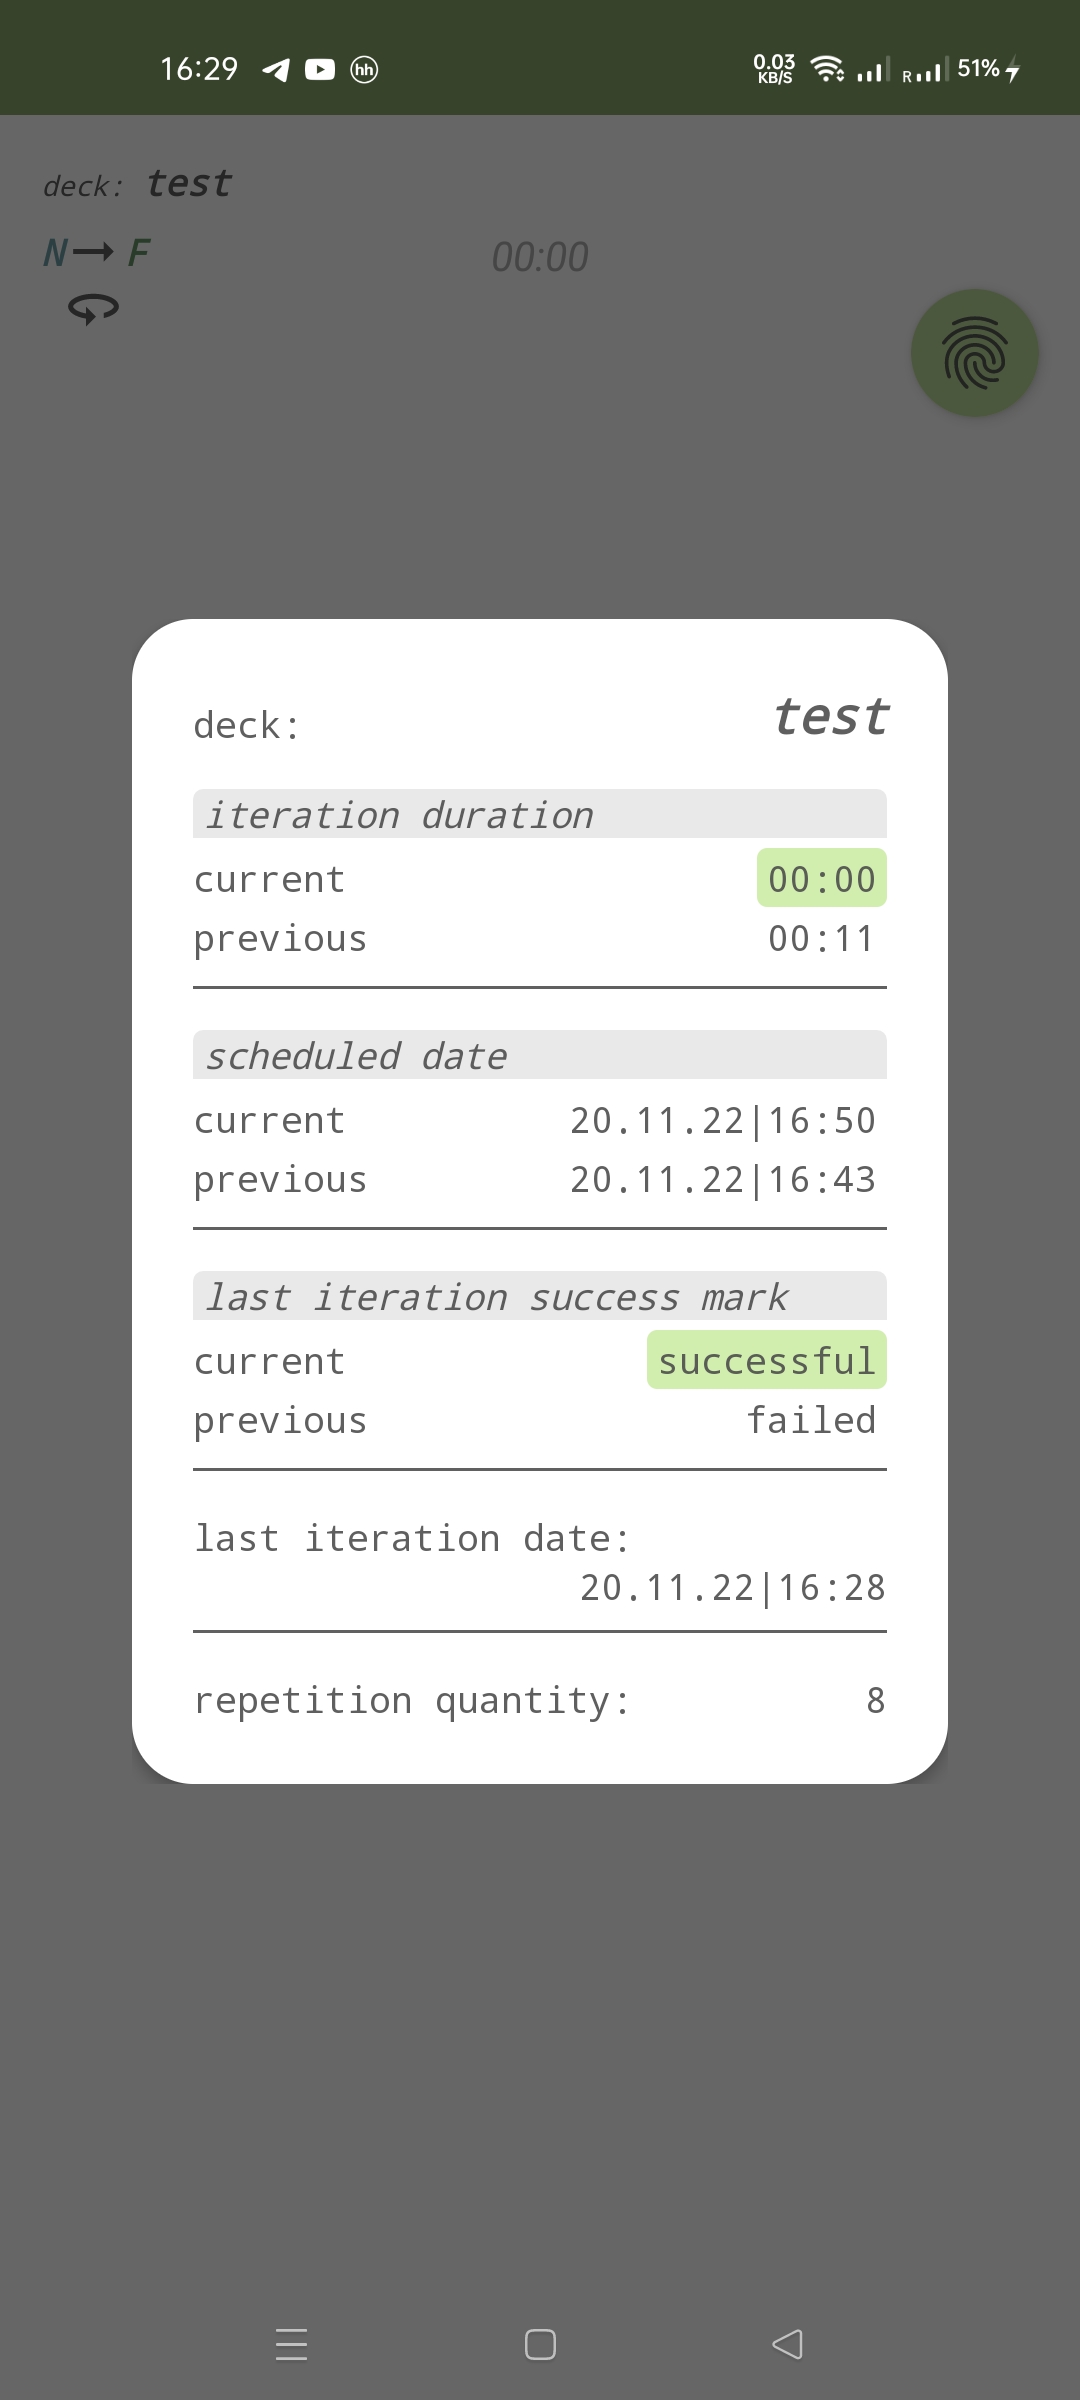 16:29 hh 0.03 KB/S R 51%
deck: test
N F
00:00
deck: test
iteration duration
current 00:00
previous 00:11
scheduled date
current 20.11.22|16:50
previous 20.11.22|16:43
last iteration success mark
current successful
previous failed
last iteration date:
20.11.22|16:28
repetition quantity: 8